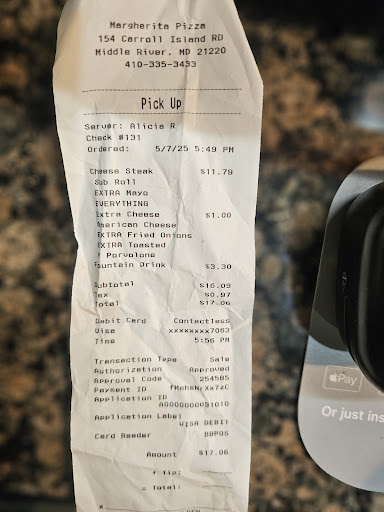 Margherita Pizza
154 Carroll Island RD
Middle River, MD 21220
410-335-3433
Pick Up
Server: Alicia R
Check #131
Ordered: 5/7/25 5:49 PM
Cheese Steak $11.79
Sub Roll
EXTRA Mayo
EVERYTHING
Extra Cheese $1.00
American Cheese
EXTRA Fried Onions
EXTRA Toasted
Porvolone
Fountain Drink $3.30
Subtotal $16.09
Tax $0.97
Total $17.06
Debit Card Contactless
Visa xxxxxxxx7063
Time 5:56 PM
Transaction Type Sale
Authorization Approved
Approval Code 254585
Payment ID
Application ID
A0000000981010
Application Label
VISA DEBIT
Card Reader BBPOS
Amount $17.06
+ Tip:
= Total:
x
Pay
Or just ins